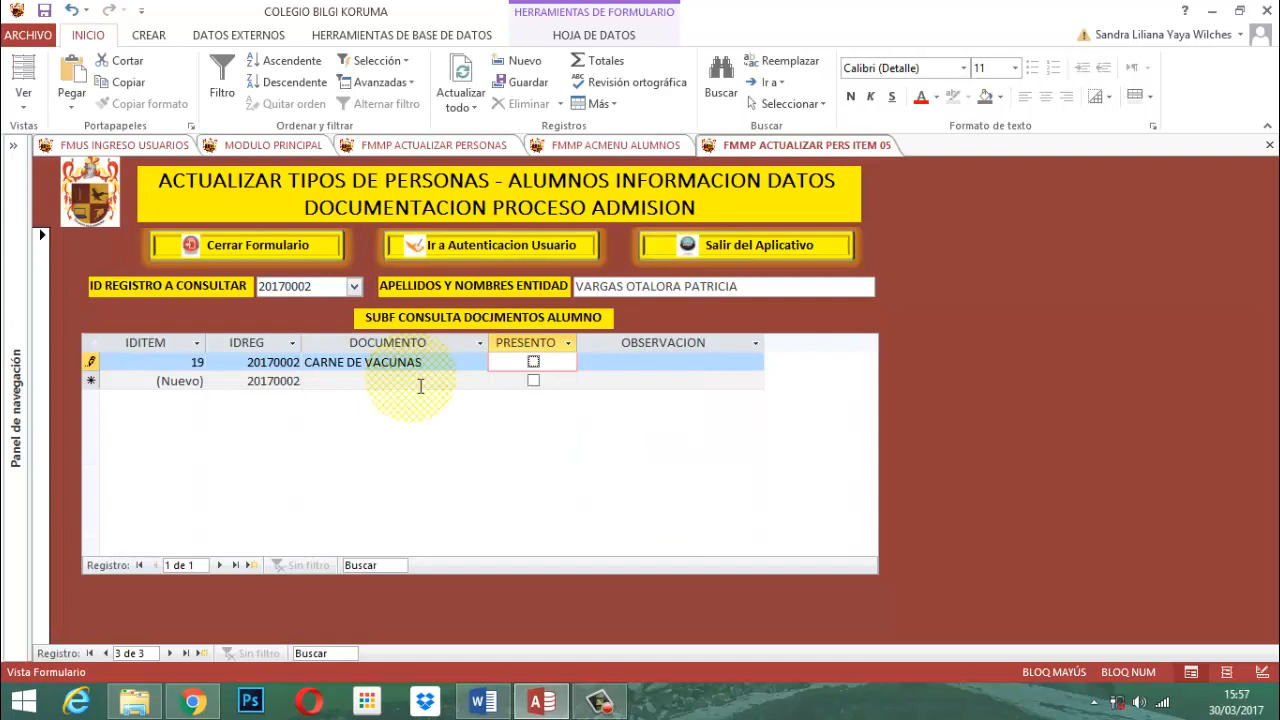 COLEGIO BILGI KORUMA
HERRAMIENTAS DE FORMULARIO
?
ARCHIVO INICIO CREAR DATOS EXTERNOS HERRAMIENTAS DE BASE DE DATOS HOJA DE DATOS
Sandra Liliana Yaya Wilches
Ver
Vistas
Pegar
Cortar
Copiar
Copiar formato
Portapapeles
Filtro
Ascendente
Descendente
Quitar orden
Selección
Avanzadas
Alternar filtro
Ordenar y filtrar
Actualizar todo
Nuevo
Guardar
Eliminar
Totales
Revisión ortográfica
Más
Registros
Buscar
Reemplazar
Ir a
Seleccionar
Buscar
Calibri (Detalle) 11
N K S A
Formato de texto
FMUS INGRESO USUARIOS MODULO PRINCIPAL FMMP ACTUALIZAR PERSONAS FMMP ACMENU ALUMNOS FMMP ACTUALIZAR PERS ITEM 05
Panel de navegación
ACTUALIZAR TIPOS DE PERSONAS - ALUMNOS INFORMACION DATOS
DOCUMENTACION PROCESO ADMISION
Cerrar Formulario Ir a Autenticacion Usuario Salir del Aplicativo
ID REGISTRO A CONSULTAR 20170002 APELLIDOS Y NOMBRES ENTIDAD VARGAS OTALORA PATRICIA
SUBF CONSULTA DOCJMENTOS ALUMNO
IDITEM IDREG DOCUMENTO PRESENTO OBSERVACION
19 20170002 CARNE DE VACUNAS
(Nuevo) 20170002
Registro: 1 de 1 Sin filtro Buscar
Registro: 3 de 3 Sin filtro Buscar
Vista Formulario BLOQ MAYÚS BLOQ NUM
15:57
30/03/2017